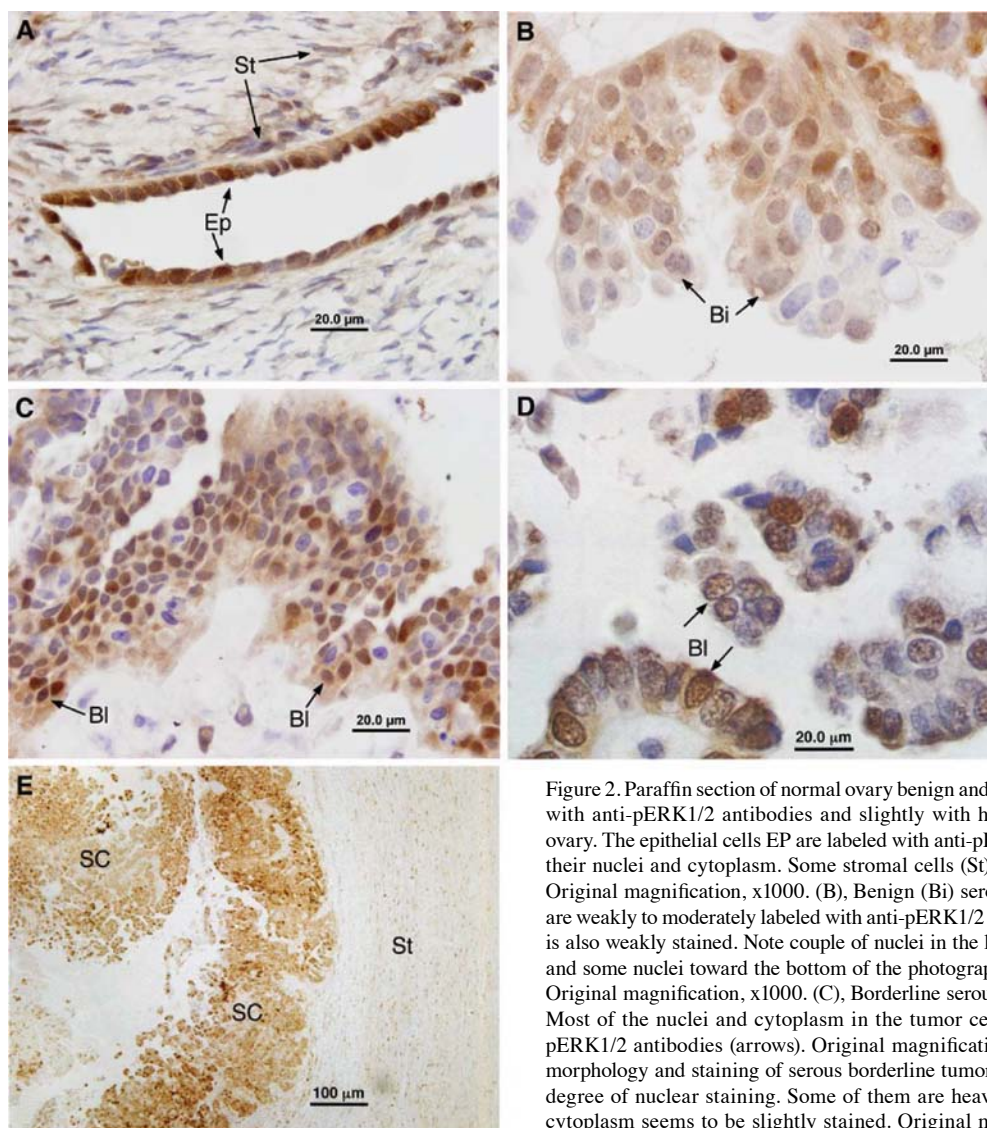 A
St
Ep
20.0 µm
B
Bi
20.0 µm
C
Bl
Bl
20.0 µm
D
Bl
20.0 µm
E
SC
St
SC
100 µm
Figure 2. Paraffin section of normal ovary benign and
with anti-pERK1/2 antibodies and slightly with h
ovary. The epithelial cells EP are labeled with anti-pE
their nuclei and cytoplasm. Some stromal cells (St)
Original magnification, x1000. (B), Benign (Bi) sero
are weakly to moderately labeled with anti-pERK1/2
is also weakly stained. Note couple of nuclei in the l
and some nuclei toward the bottom of the photograp
Original magnification, x1000. (C), Borderline serou
Most of the nuclei and cytoplasm in the tumor ce
pERK1/2 antibodies (arrows). Original magnificati
morphology and staining of serous borderline tumor
degree of nuclear staining. Some of them are heav
cytoplasm seems to be slightly stained. Original m